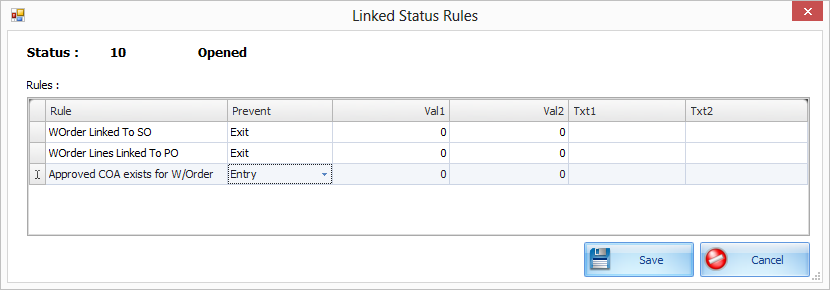 Linked Status Rules
Status : 10 Opened
Rules :
Rule Prevent Val1 Val2 Txt1 Txt2
WOrder Linked To SO Exit 0 0
WOrder Lines Linked To PO Exit 0 0
Approved COA exists for W/Order Entry 0 0
Save Cancel